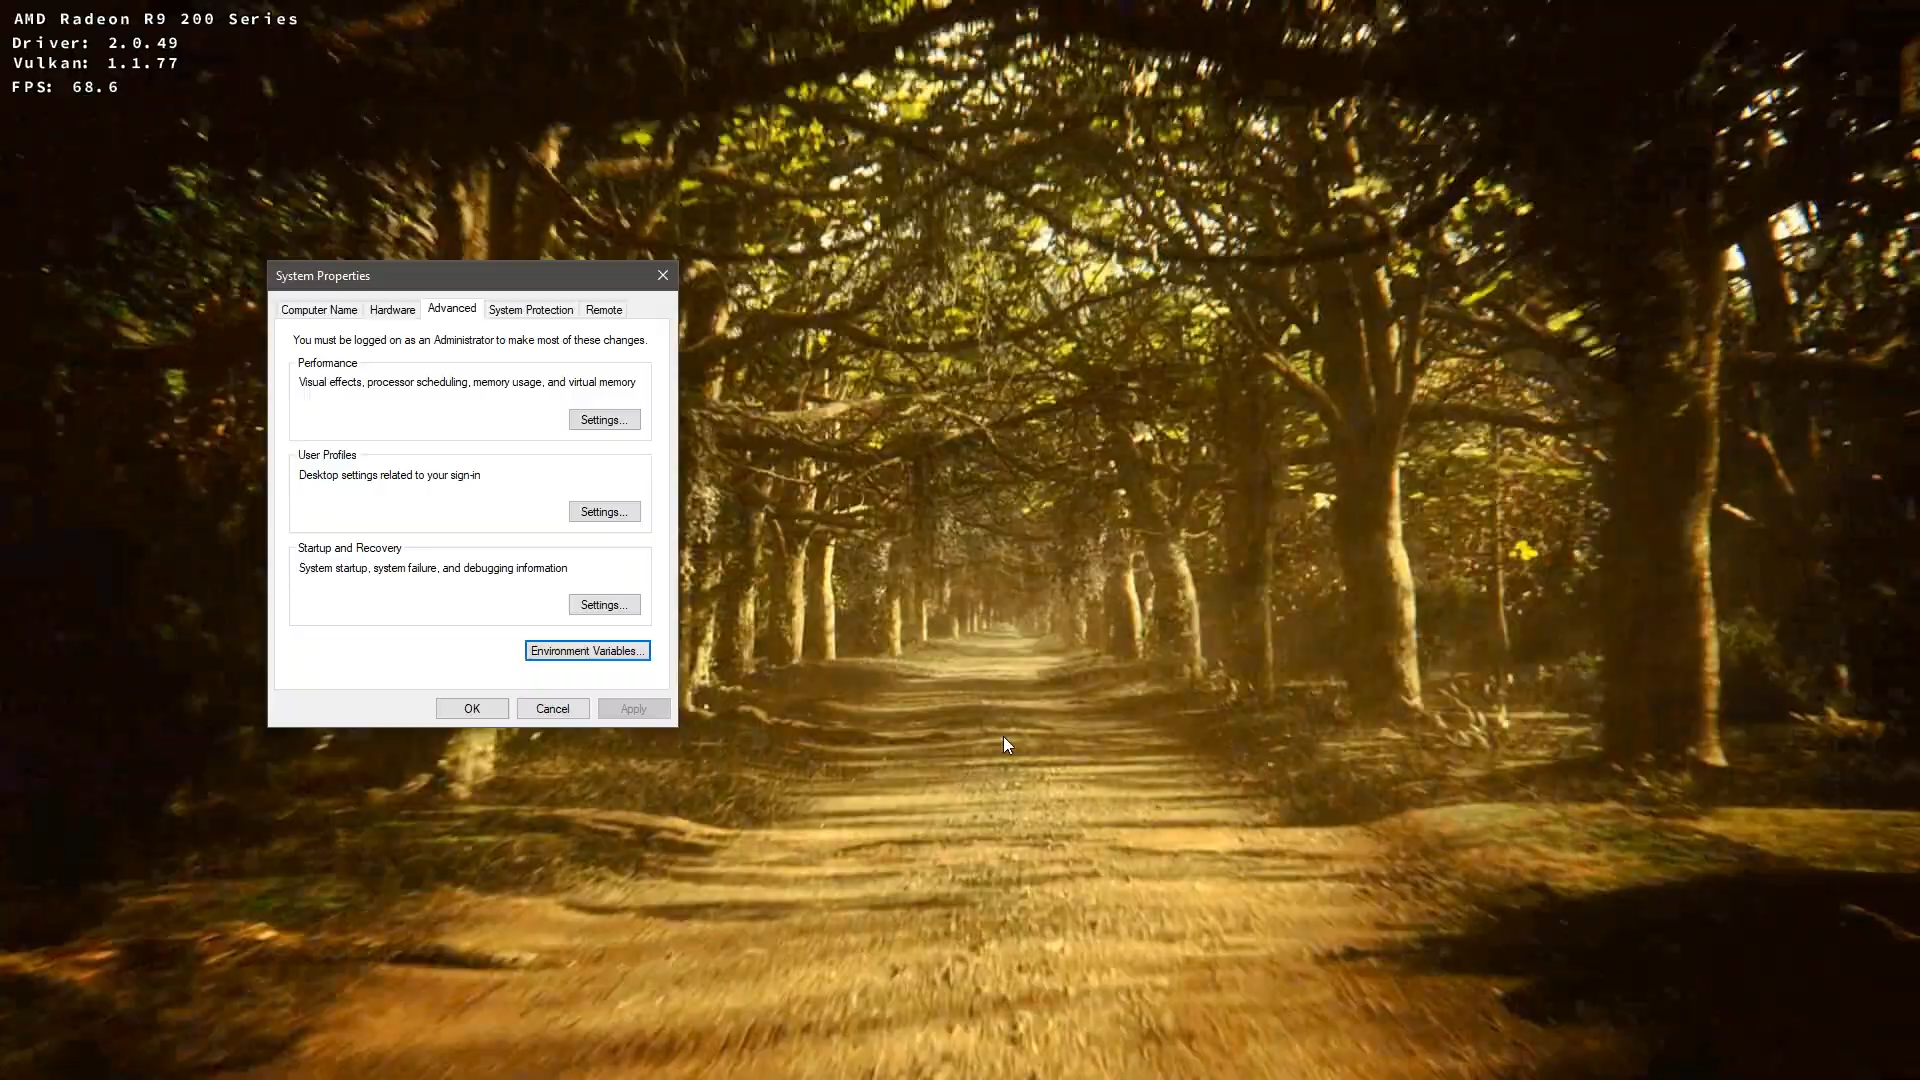 AMD Radeon R9 200 Series
Driver: 2.0.49
Vulkan: 1.1.77
FPS: 68.6
System Properties
Computer Name
Hardware
Advanced
System Protection
Remote
You must be logged on as an Administrator to make most of these changes.
Performance
Visual effects, processor scheduling, memory usage, and virtual memory
Settings...
User Profiles
Desktop settings related to your sign-in
Settings...
Startup and Recovery
System startup, system failure, and debugging information
Settings...
Environment Variables...
OK
Cancel
Apply